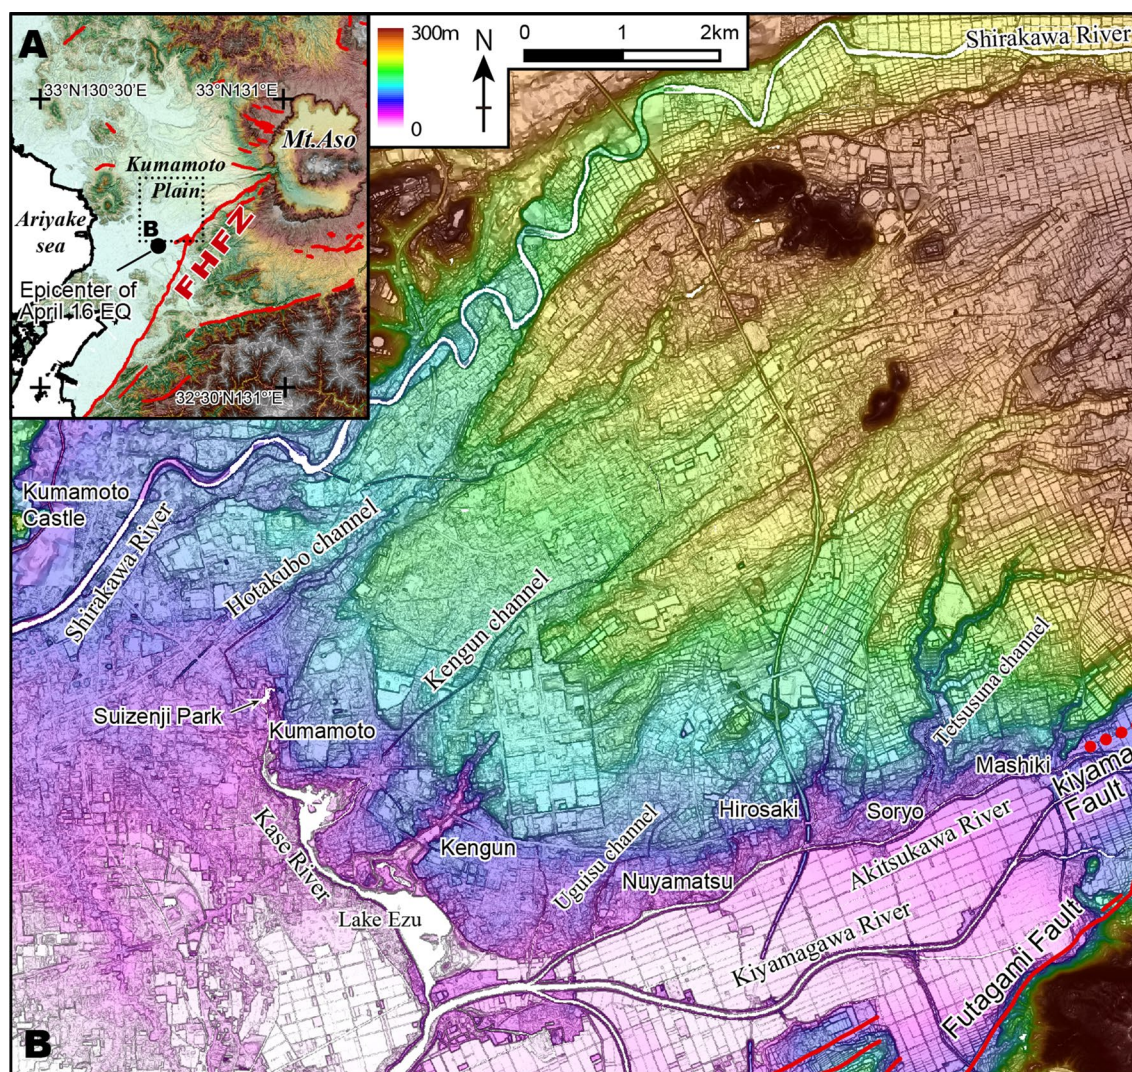 A
33°N130°30'E
33°N131°E
Mt.Aso
Kumamoto
Plain
Ariyake
sea
B
FHFZ
Epicenter of
April 16 EQ
32°30'N131°'E
300m
0
N
0 1 2km
Shirakawa River
Kumamoto
Castle
Shirakawa River
Hotakubo channel
Kengun channel
Suizenji Park
Kumamoto
Tetsusuna channel
Mashiki
kiyama
Fault
Kase River
Kengun
Uguisu channel
Hirosaki
Soryo
Nuyamatsu
Akitsukawa River
Lake Ezu
Kiyamagawa River
Futagami Fault
B